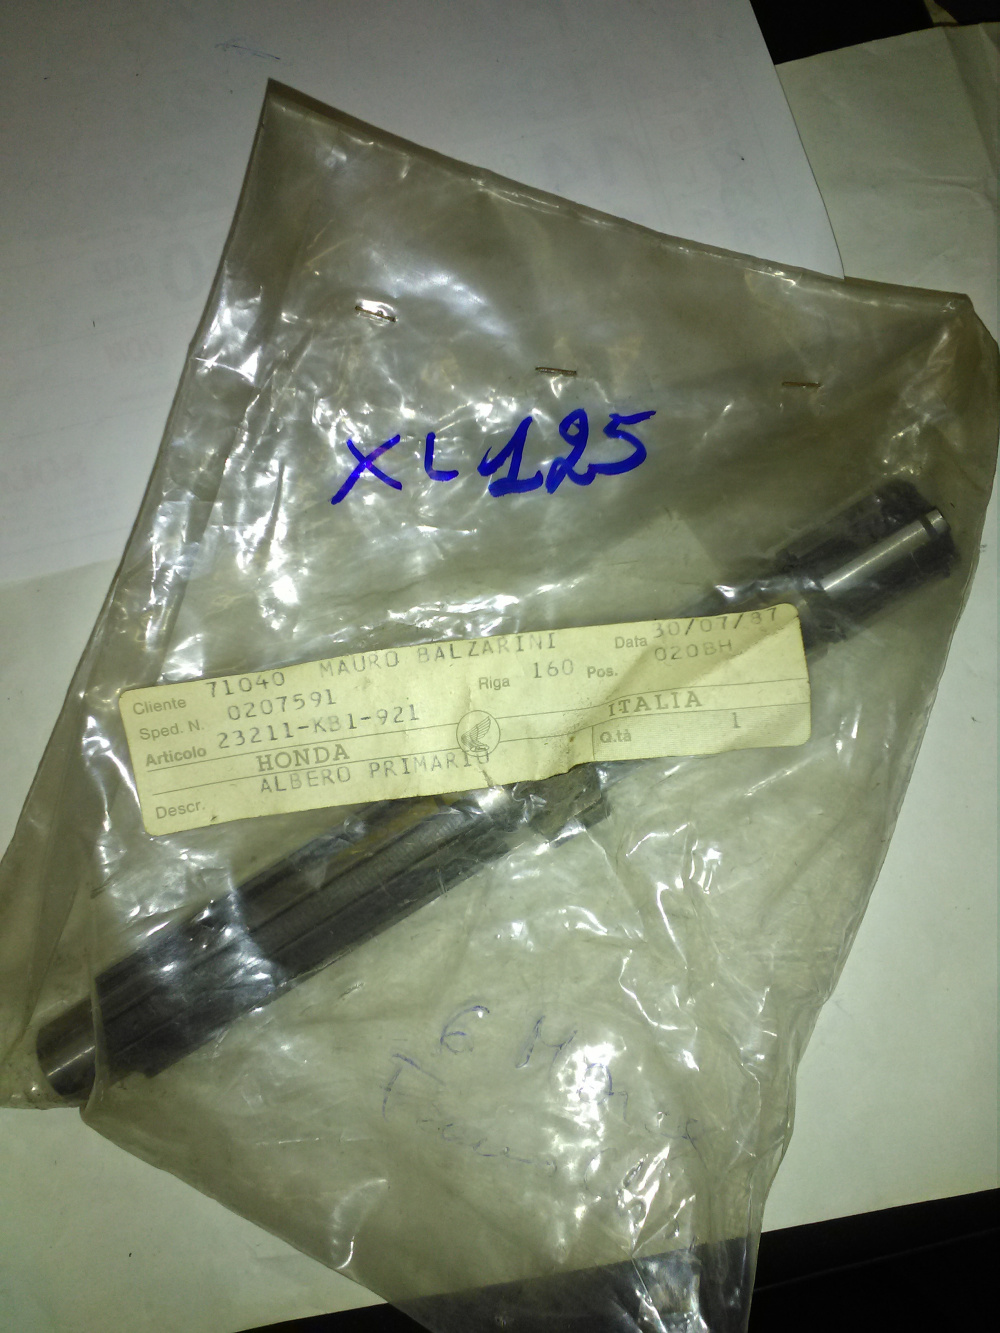 XL125
Cliente 71040 MAURO BALZARINI Data 30/07/87
Sped. N. 0207591 Riga 160 Pos. 020BH
Articolo 23211-KB1-921
HONDA ITALIA
Descr. ALBERO PRIMARIO Q.tà 1